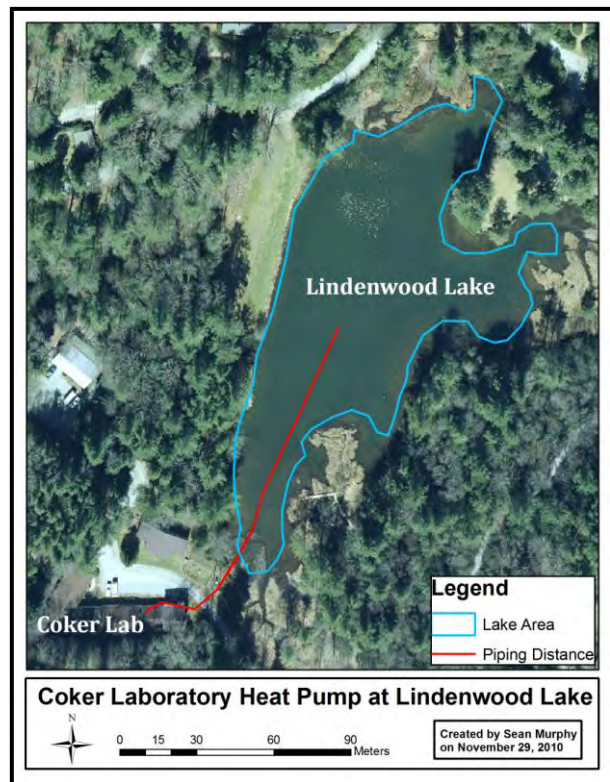 Lindenwood Lake
Coker Lab
Legend
Lake Area
Piping Distance
Coker Laboratory Heat Pump at Lindenwood Lake
N
0 15 30 60 90
Meters
Created by Sean Murphy
on November 29, 2010